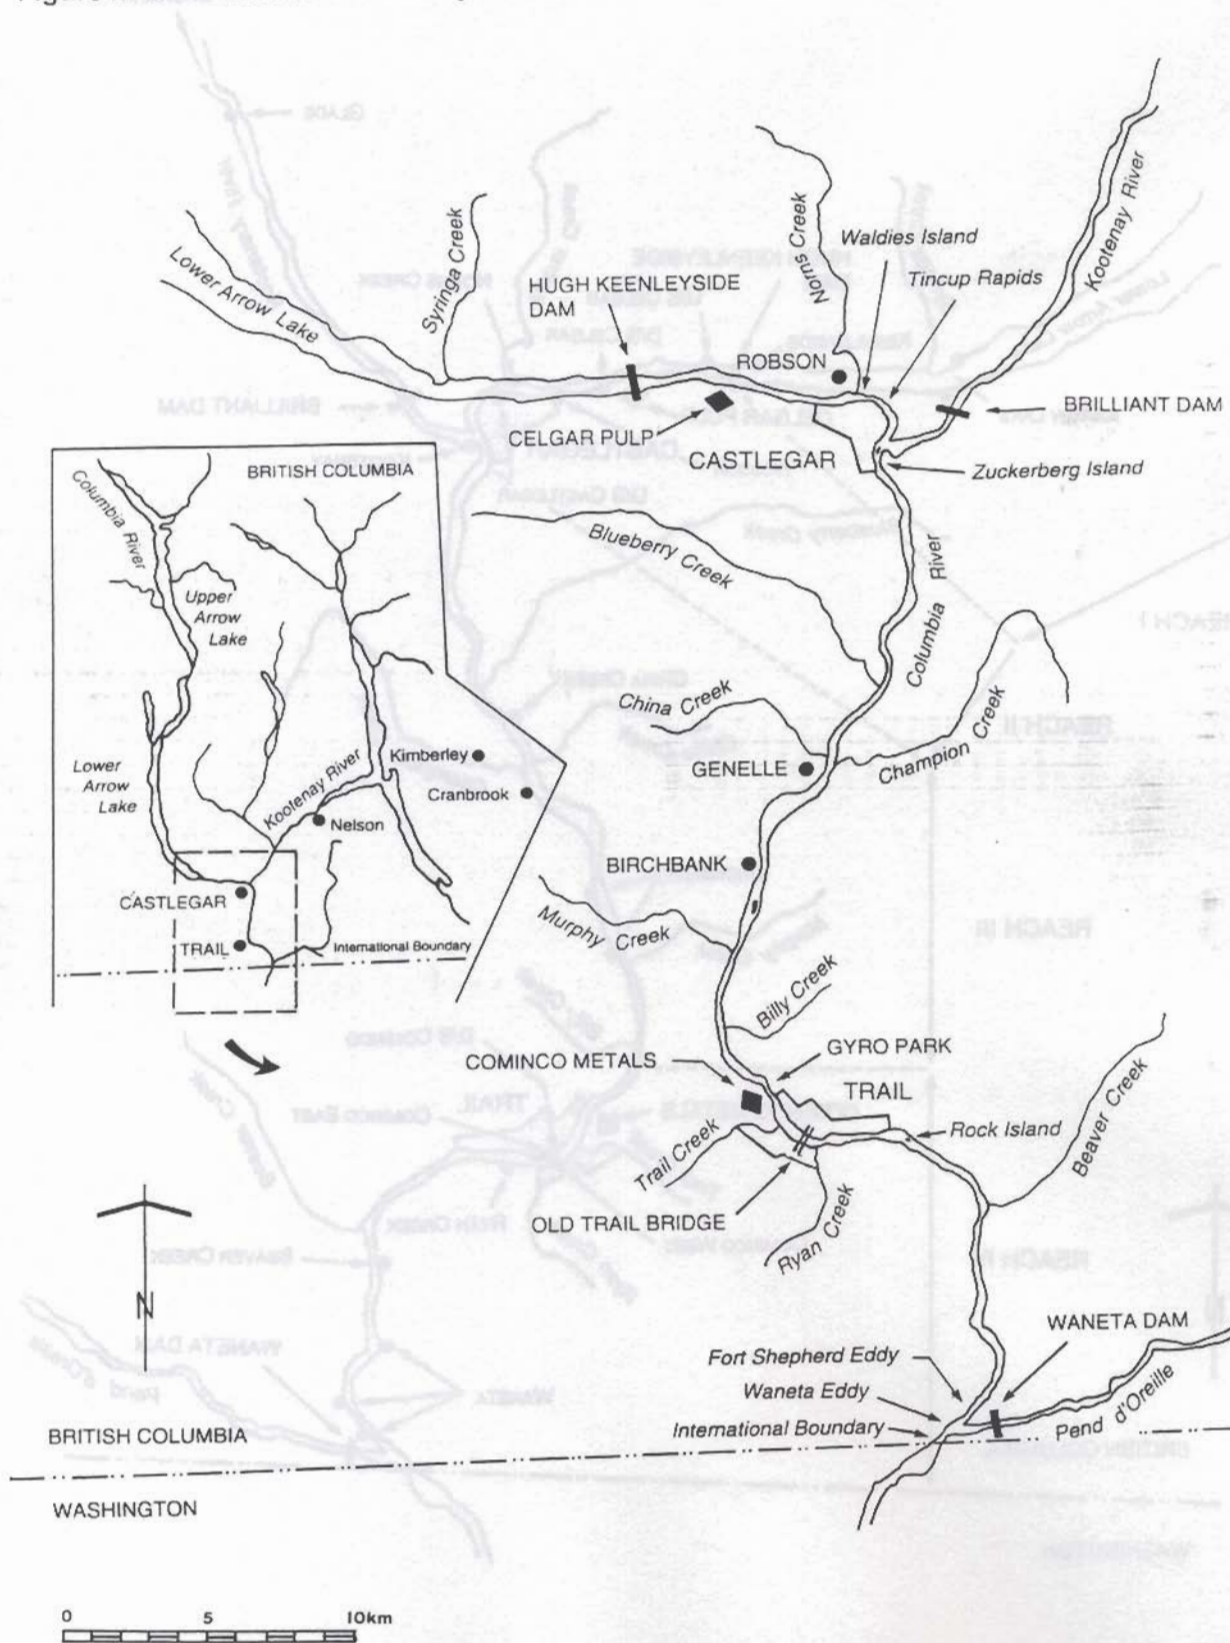 Kootenay River
Norns Creek
Waldies Island
Syringa Creek
Tincup Rapids
Lower Arrow Lake
HUGH KEENLEYSIDE
DAM
ROBSON
BRILLIANT DAM
CELGAR PULP
CASTLEGAR
Zuckerberg Island
BRITISH COLUMBIA
Columbia River
Upper
Arrow
Lake
Lower
Arrow
Lake
Kootenay River
Kimberley
Cranbrook
Nelson
CASTLEGAR
TRAIL
International Boundary
Blueberry Creek
Columbia River
China Creek
Champion Creek
GENELLE
BIRCHBANK
Murphy Creek
Billy Creek
COMINCO METALS
GYRO PARK
TRAIL
Beaver Creek
Trail Creek
Rock Island
OLD TRAIL BRIDGE
Ryan Creek
N
WANETA DAM
Fort Shepherd Eddy
Waneta Eddy
International Boundary
Pend d'Oreille
BRITISH COLUMBIA
WASHINGTON
0 5 10km